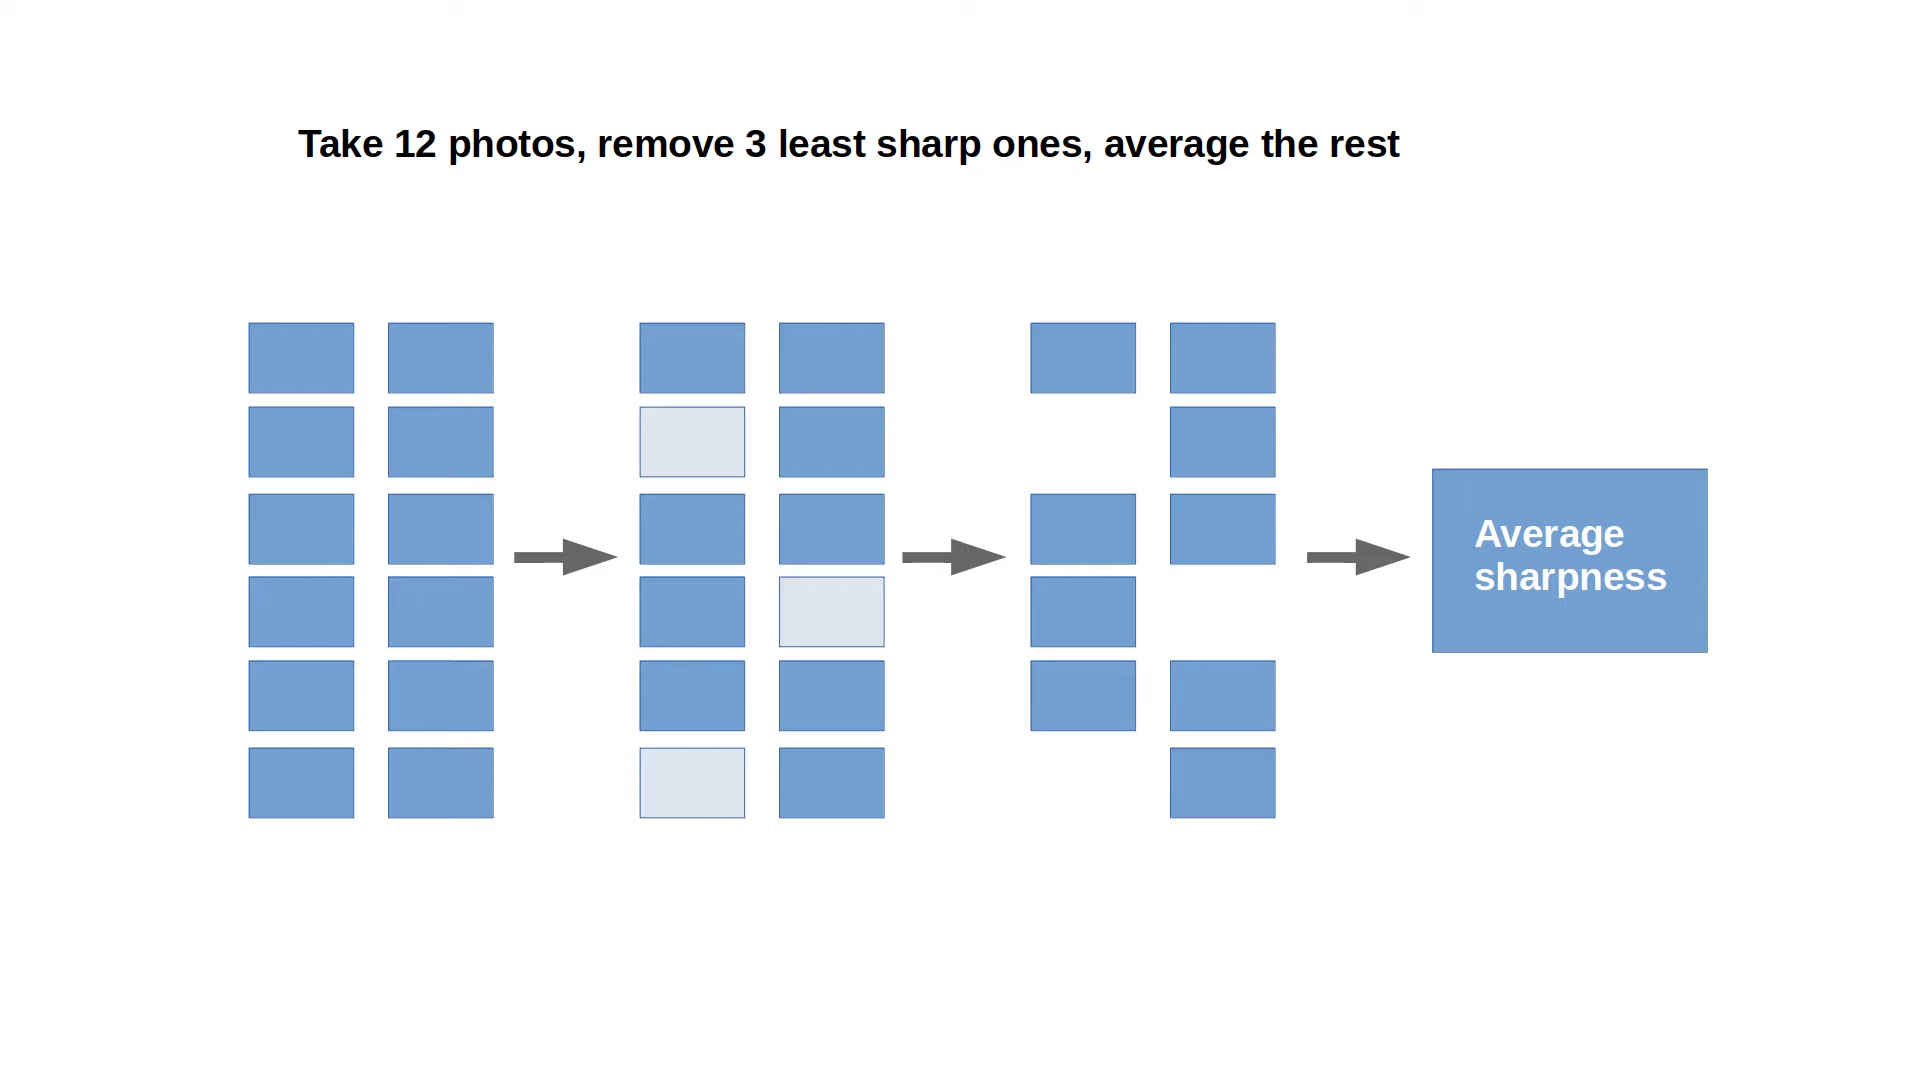 Take 12 photos, remove 3 least sharp ones, average the rest
Average
sharpness